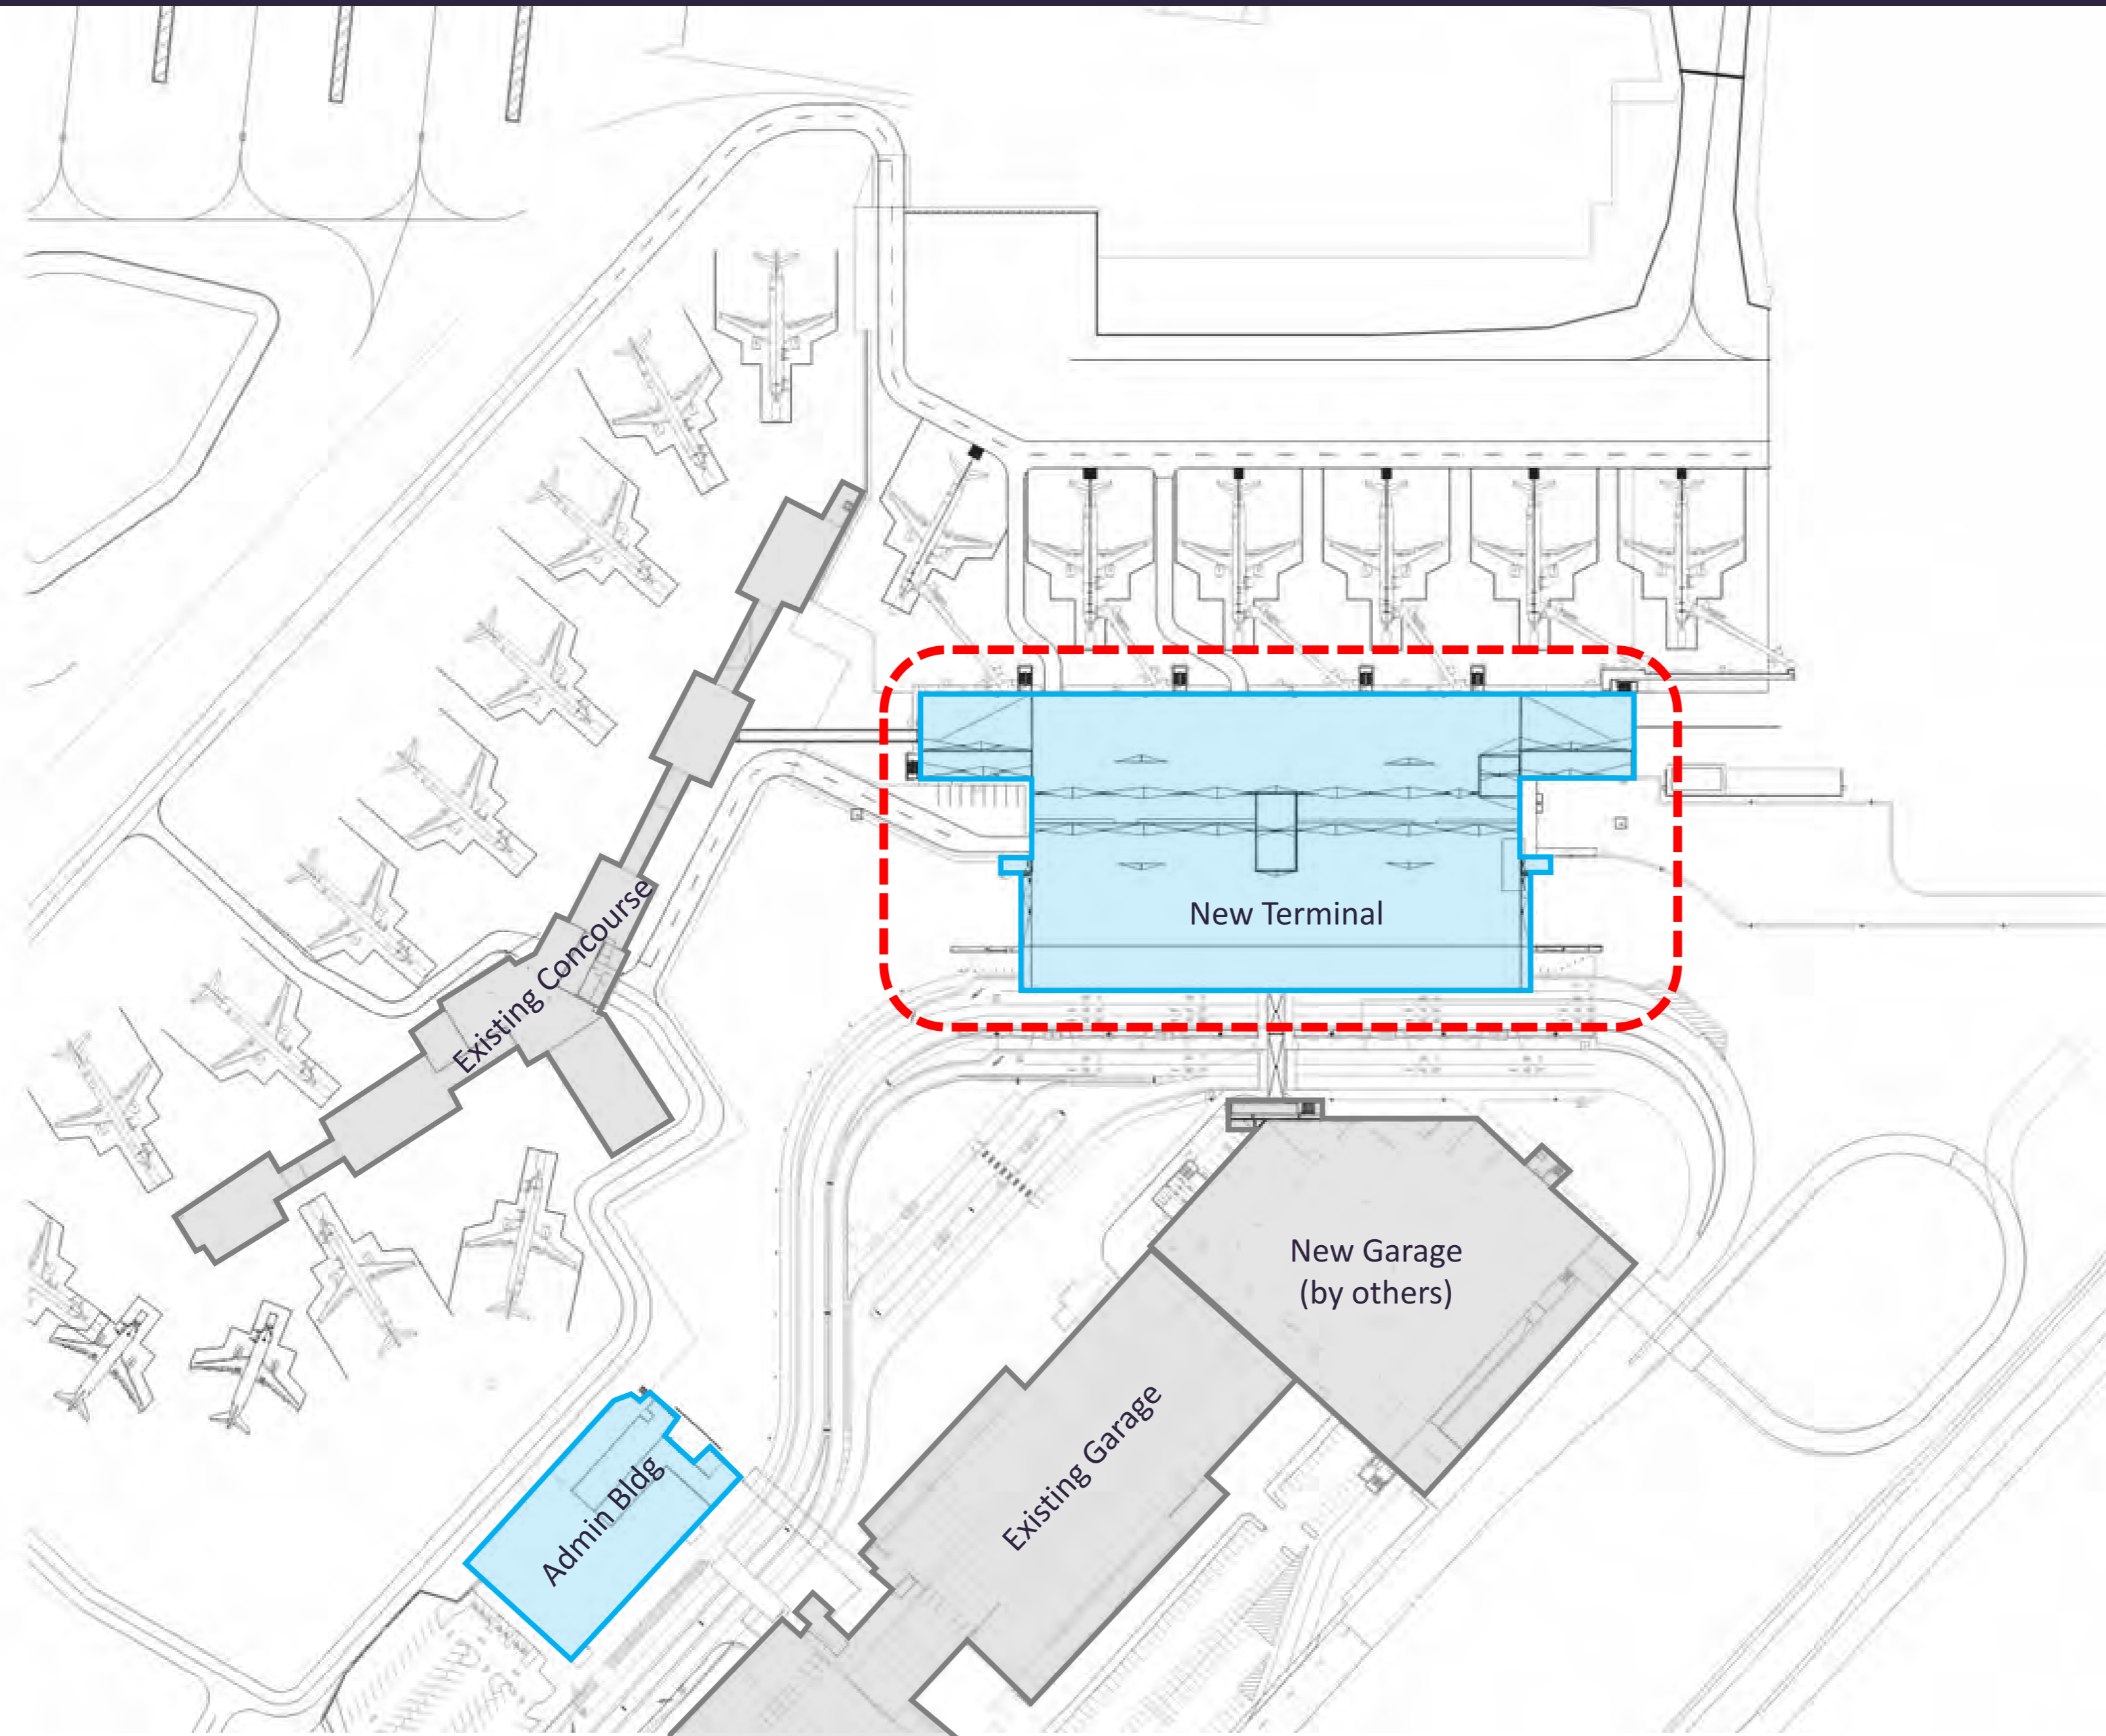 Existing Concourse
New Terminal
New Garage
(by others)
Existing Garage
Admin Bldg